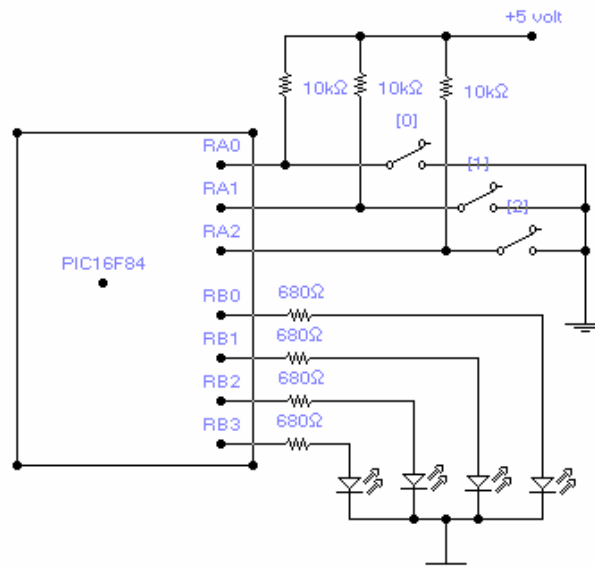 +5 volt
10kΩ 10kΩ 10kΩ
[0]
RA0
[1]
RA1
[2]
RA2
PIC16F84
RB0 680Ω
RB1 680Ω
RB2 680Ω
RB3 680Ω